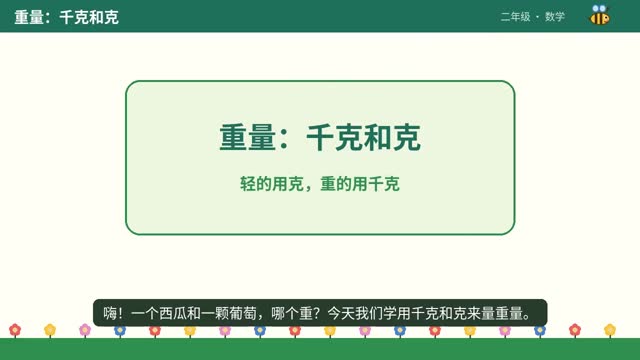 重量：千克和克
二年级 · 数学
重量：千克和克
轻的用克，重的用千克
嗨！一个西瓜和一颗葡萄，哪个重？今天我们学用千克和克来量重量。